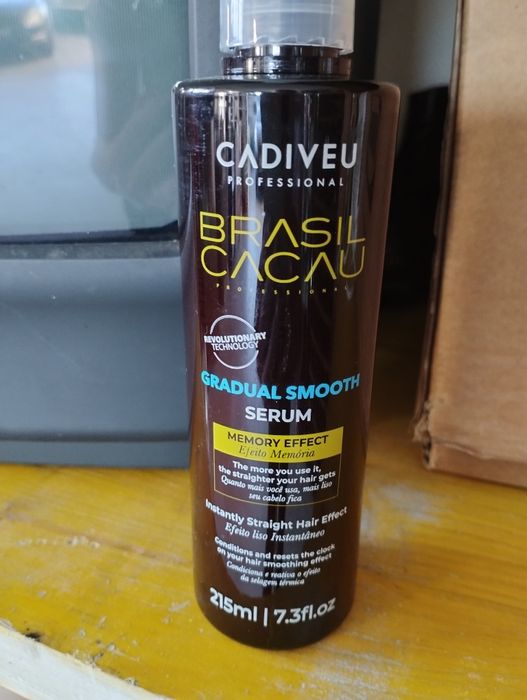 CADIVEU
PROFESSIONAL
BRASIL
CACAU
PROFESSIONAL
REVOLUTIONARY
TECHNOLOGY
GRADUAL SMOOTH
SERUM
MEMORY EFFECT
Efeito Memória
The more you use it,
the straighter your hair gets
Quanto mais você usa, mais liso
seu cabelo fica
Instantly Straight Hair Effect
Efeito liso Instantâneo
Conditions and resets the clock
on your hair smoothing effect
Condiciona e reativa o efeito
da selagem térmica
215ml | 7.3fl.oz